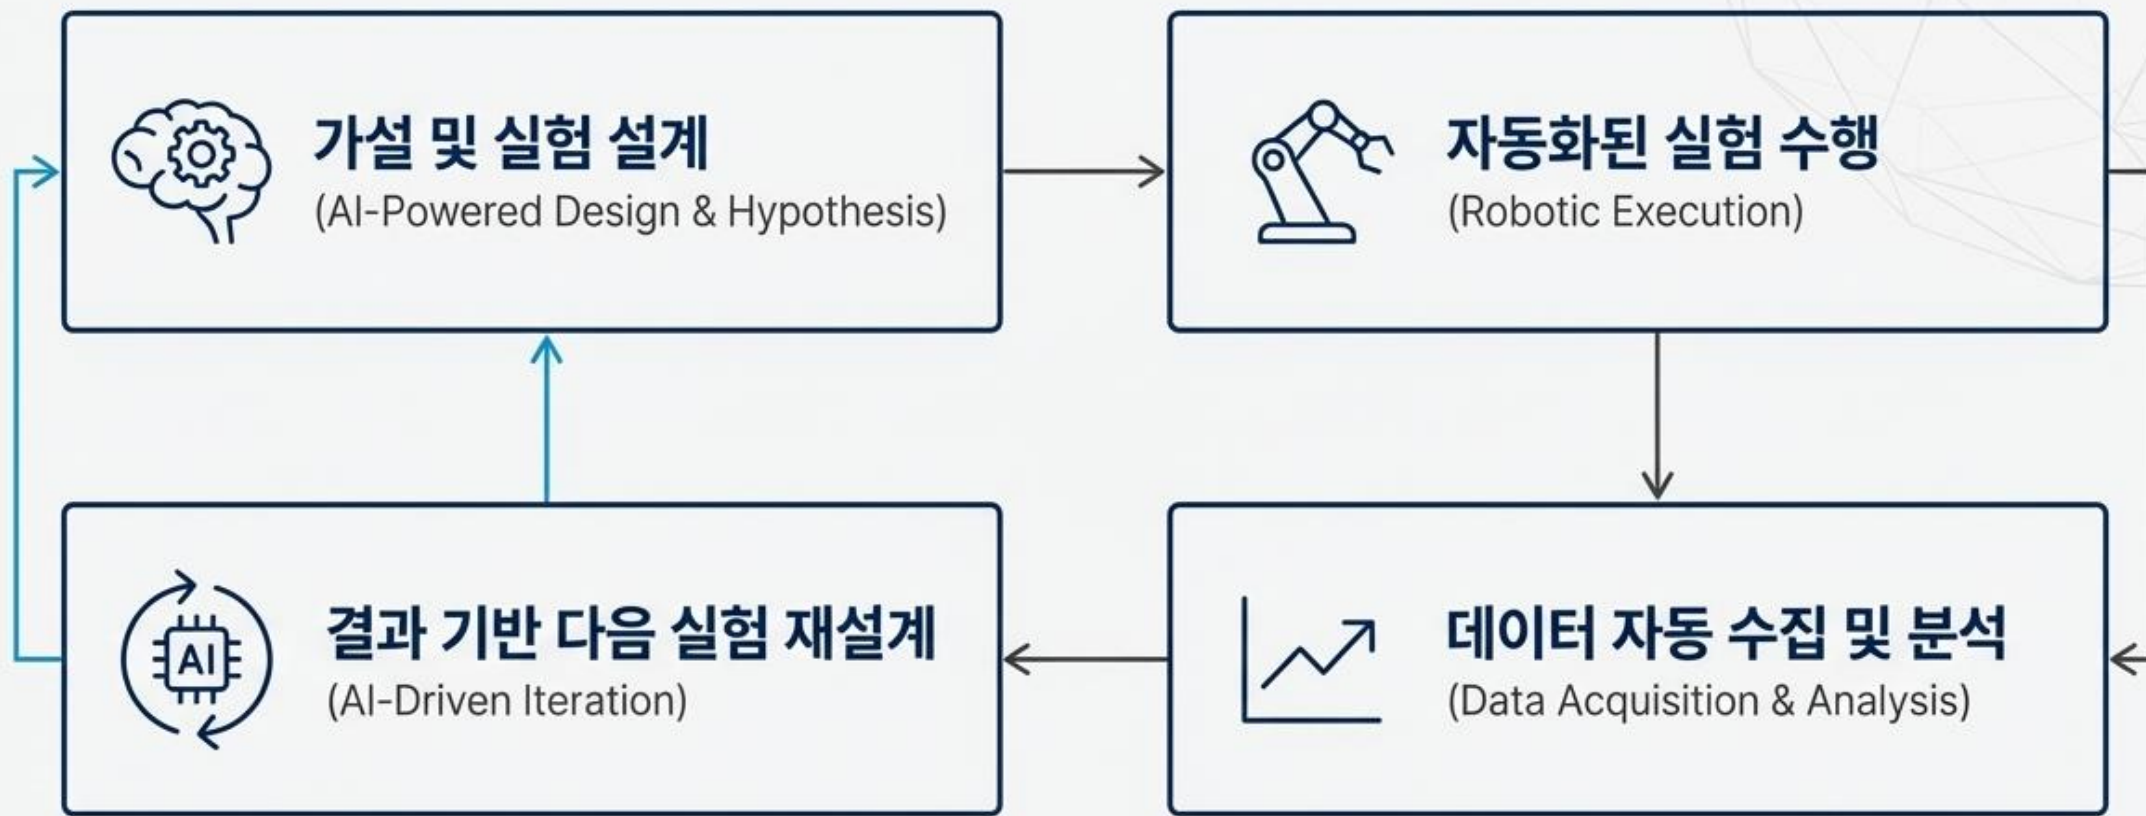 가설 및 실험 설계
(AI-Powered Design & Hypothesis)
자동화된 실험 수행
(Robotic Execution)
AI
결과 기반 다음 실험 재설계
(AI-Driven Iteration)
데이터 자동 수집 및 분석
(Data Acquisition & Analysis)